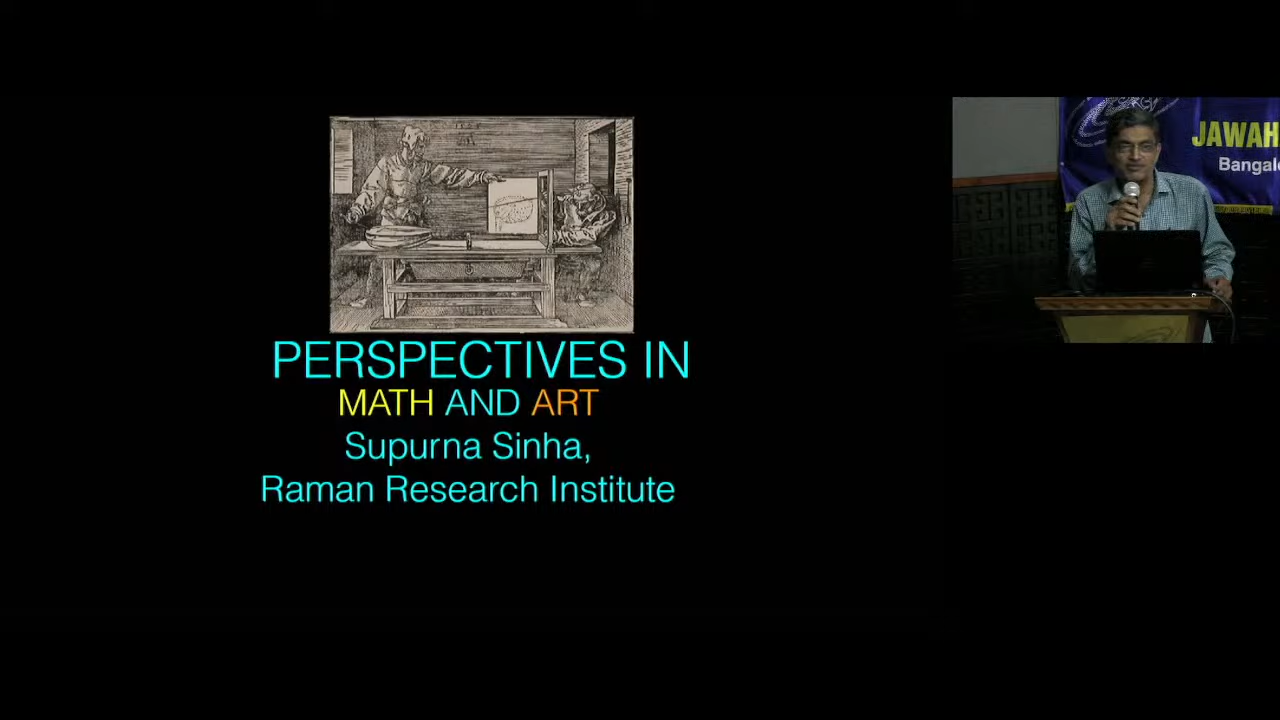 PERSPECTIVES IN
MATH AND ART
Supurna Sinha,
Raman Research Institute
JAWAH
Bangal